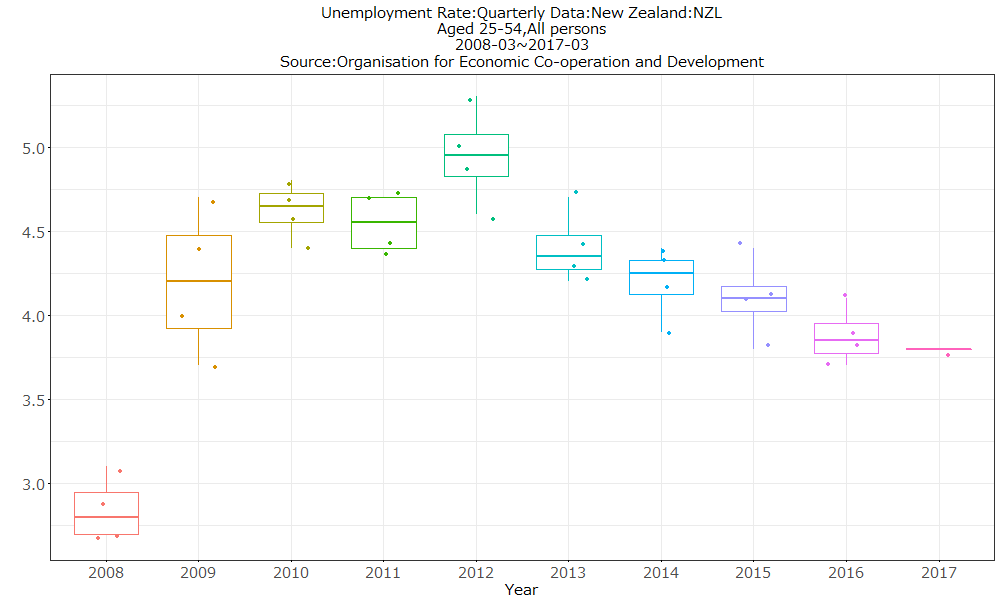 Unemployment Rate:Quarterly Data:New Zealand:NZL
Aged 25-54,All persons
2008-03~2017-03
Source:Organisation for Economic Co-operation and Development
5.0
4.5
4.0
3.5
3.0
2008 2009 2010 2011 2012 2013 2014 2015 2016 2017
Year